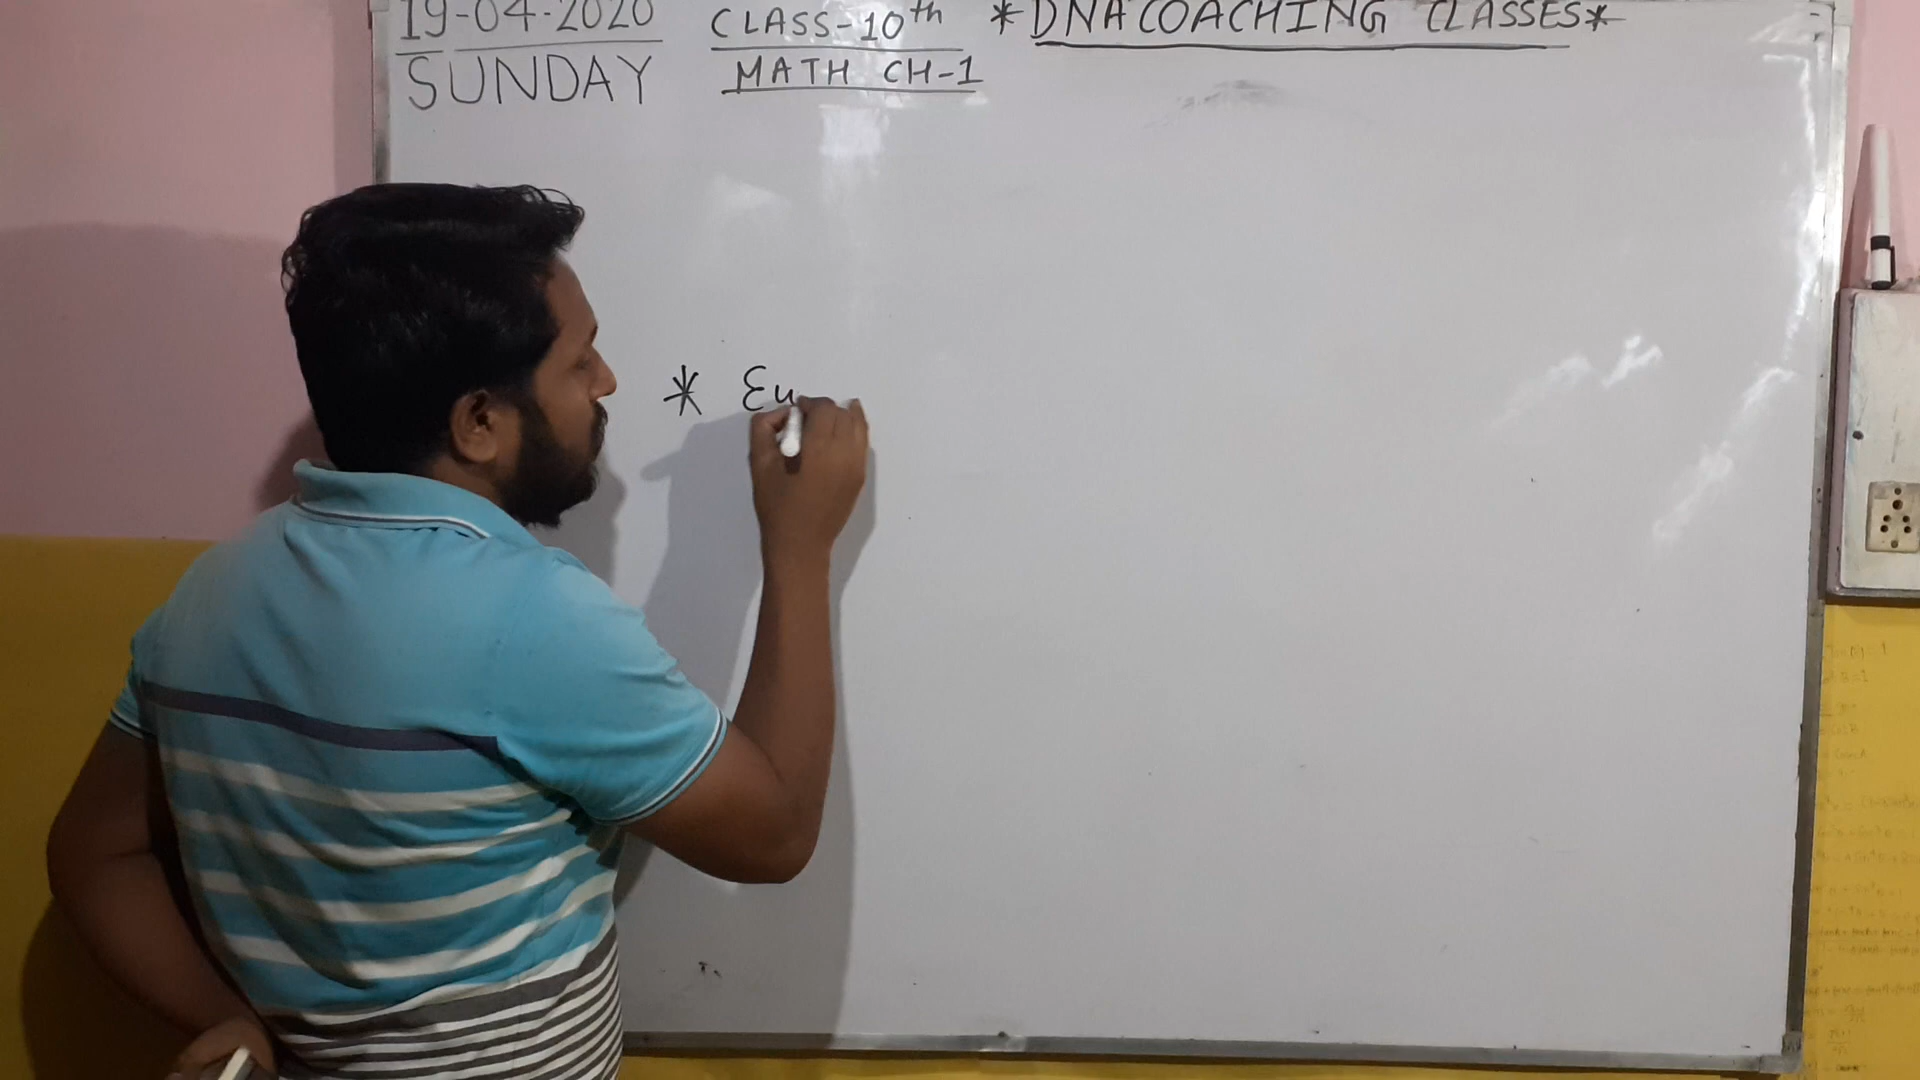 19-04-2020 CLASS-10th *DNA COACHING CLASSES*
SUNDAY MATH CH-1
* Eu